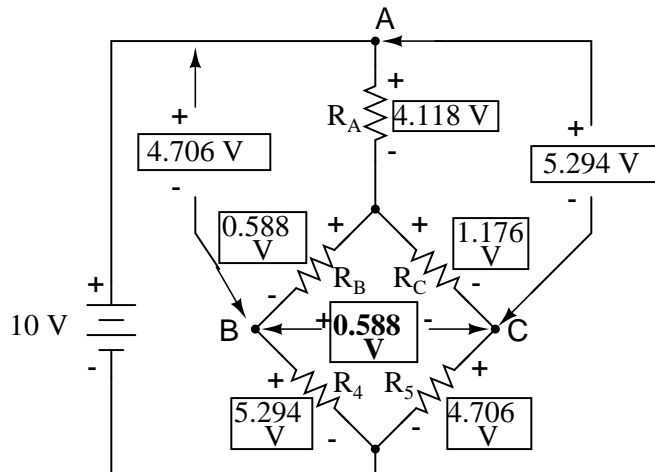 A
+
+
+
R_A
4.118 V
4.706 V
5.294 V
-
-
-
0.588
V
+
+
1.176
V
+
R_B
R_C
-
-
10 V
B
+
0.588
V
-
C
-
+
R_4
R_5
+
5.294
V
-
-
4.706
V